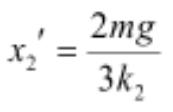 x₂′ = 2mg / 3k₂